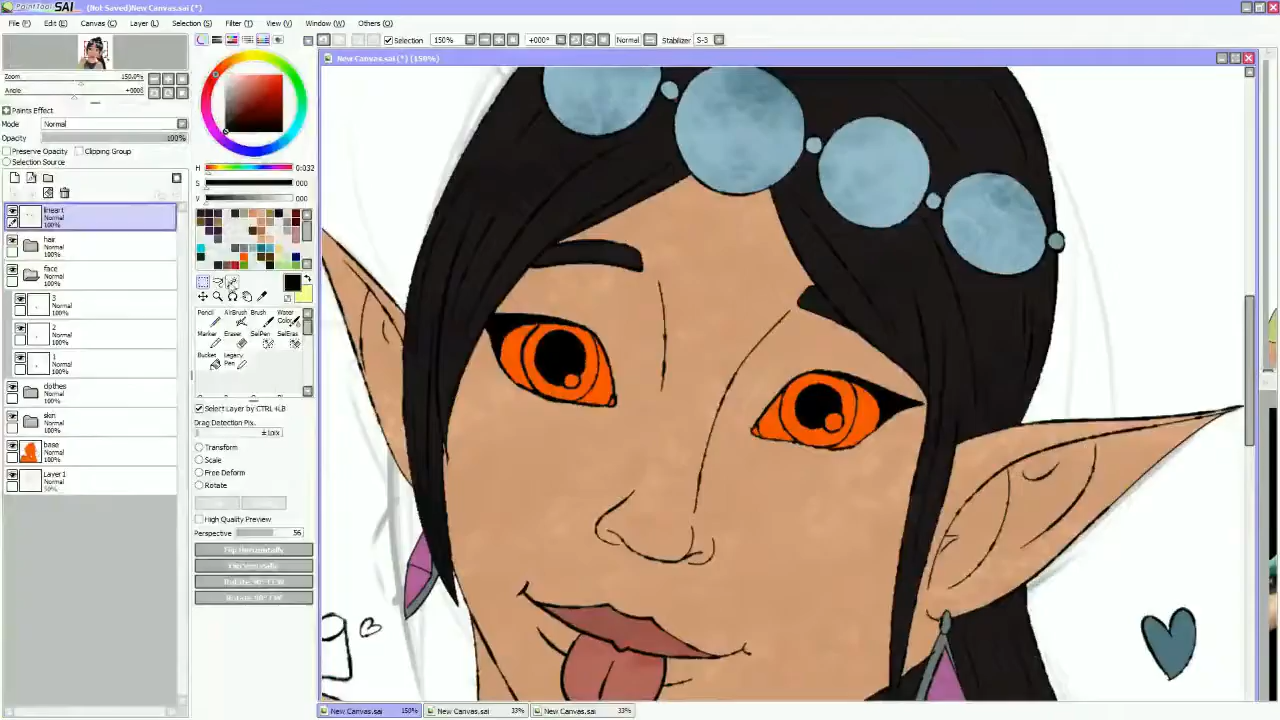 PaintTool SAI (Not Saved)New Canvas.sai (*)
File (F) Edit (E) Canvas (C) Layer (L) Selection (S) Filter (T) View (V) Window (W) Others (O)
Selection 150% +000° Normal Stabilizer S-3
New Canvas.sai (*) (150%)
Zoom 150.0%
Angle +000°
Paints Effect
Mode Normal
Opacity 100%
Preserve Opacity Clipping Group
Selection Source
lineart
Normal
100%
hair
Normal
100%
face
Normal
100%
3
Normal
100%
2
Normal
100%
1
Normal
100%
clothes
Normal
100%
skin
Normal
100%
base
Normal
100%
Layer1
Normal
50%
H 0:032
S 000
V 000
Pencil AirBrush Brush Water Color
Marker Eraser SelPen SelEras
Bucket Legacy Pen
Select Layer by CTRL+LB
Drag Detection Pix.
±1pix
Transform
Scale
Free Deform
Rotate
High Quality Preview
Perspective 56
Flip Horizontally
Rotate 90° CCW
Rotate 90° CW
New Canvas.sai 150% New Canvas.sai 33% New Canvas.sai 33%